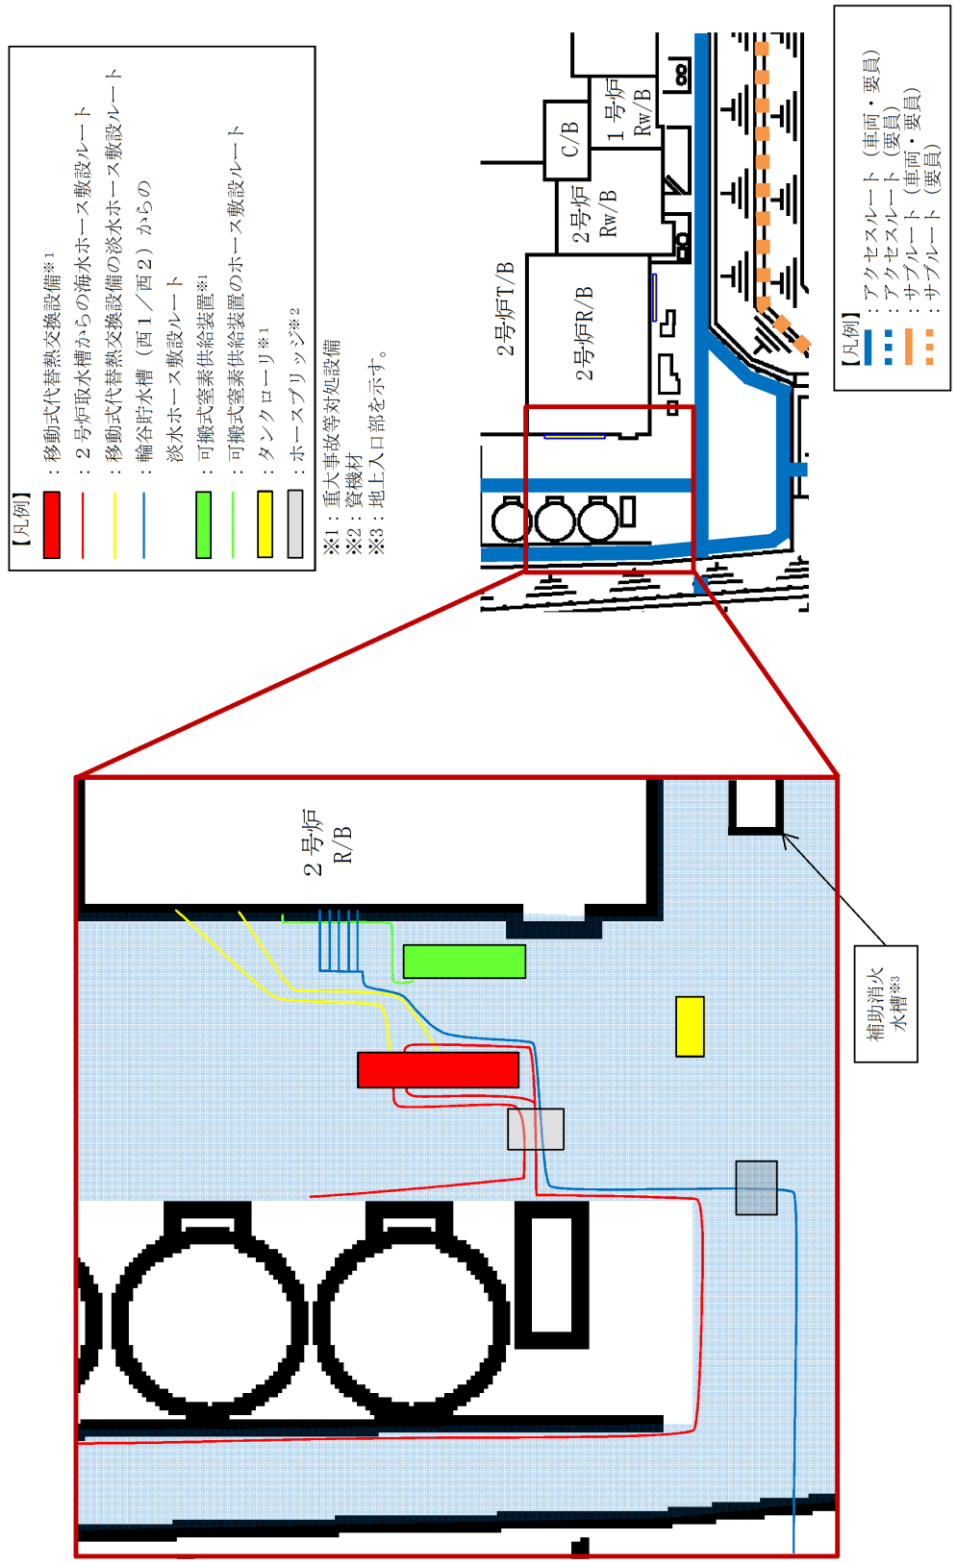 【凡例】
：移動式代替熱交換設備※1
：２号炉取水槽からの海水ホース敷設ルート
：移動式代替熱交換設備の淡水ホース敷設ルート
：輪谷貯水槽（西１／西２）からの
淡水ホース敷設ルート
：可搬式窒素供給装置※1
：可搬式窒素供給装置のホース敷設ルート
：タンクローリ※1
：ホースブリッジ※2
※1：重大事故等対処設備
※2：資機材
※3：地上入口部を示す。
２号炉
R/B
補助消火
水槽※3
2号炉T/B
2号炉R/B
2号炉
Rw/B
C/B
１号炉
Rw/B
【凡例】
：アクセスルート（車両・要員）
：アクセスルート（要員）
：サブルート（車両・要員）
：サブルート（要員）